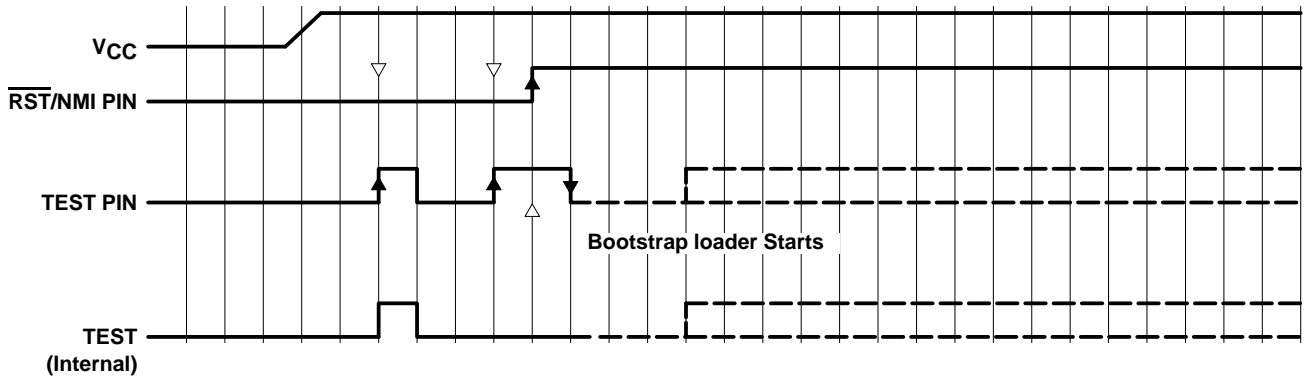 VCC
RST/NMI PIN
TEST PIN
Bootstrap loader Starts
TEST
(Internal)